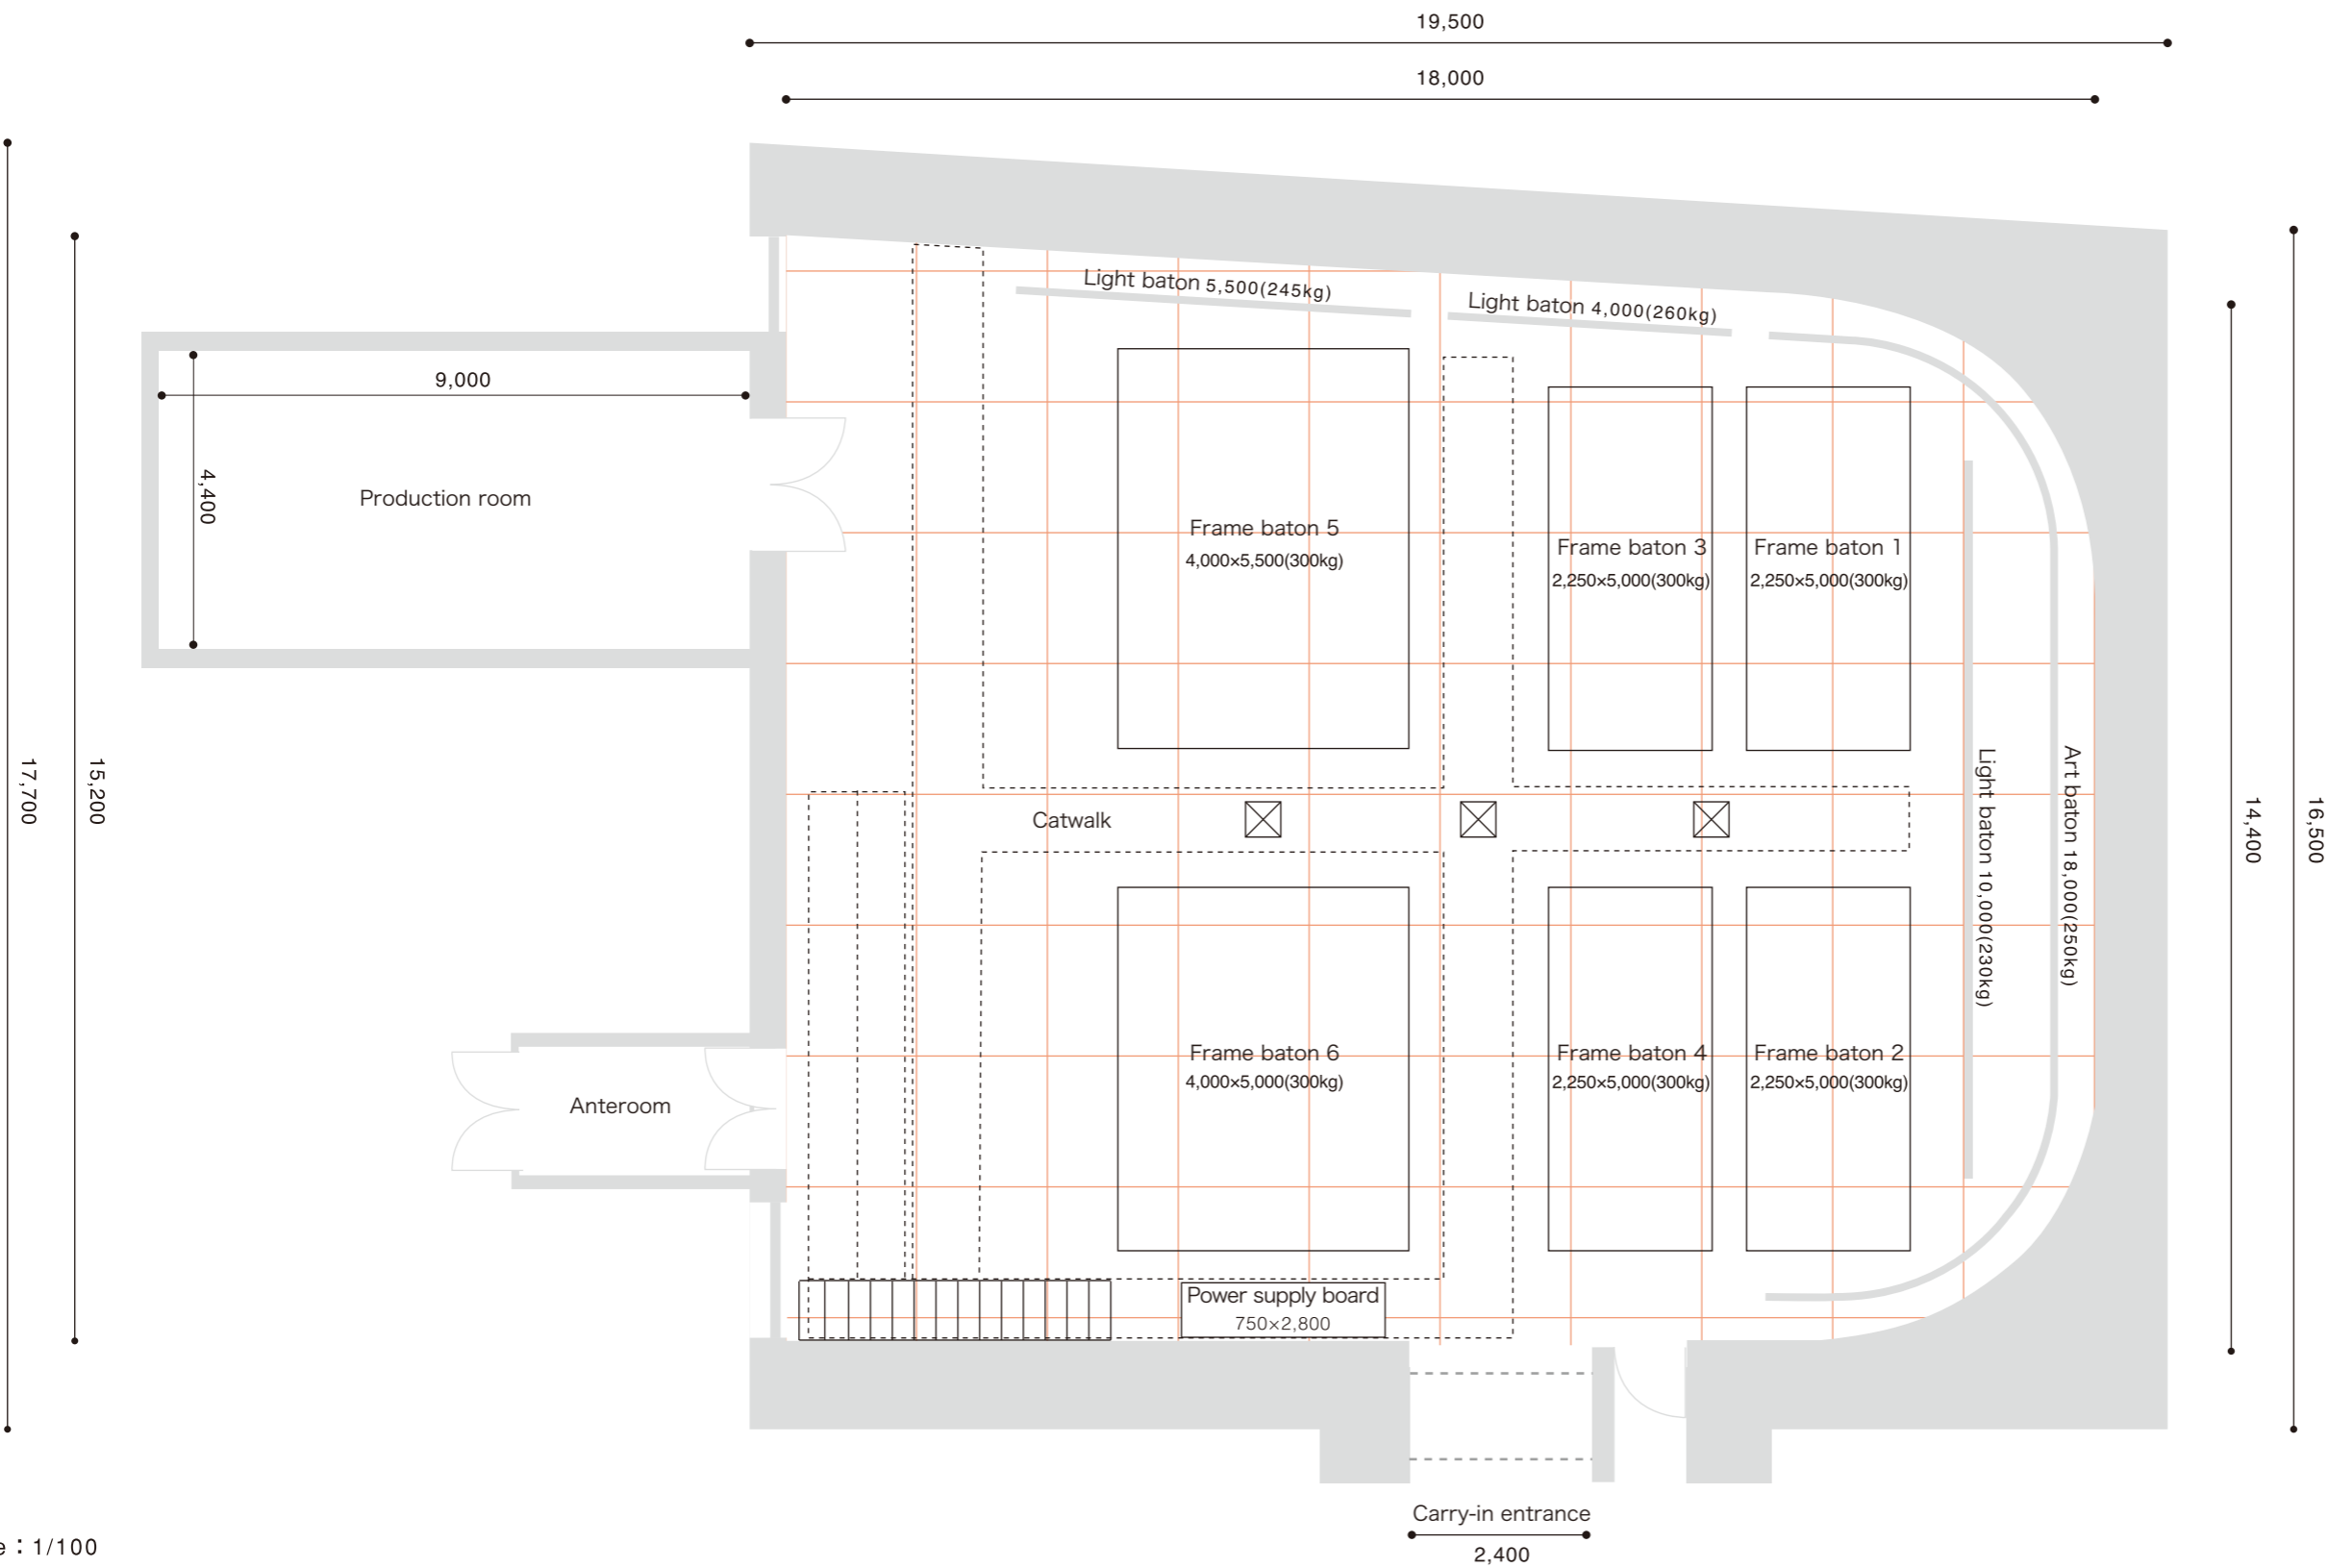 19,500
18,000
Light baton 5,500(245kg)
Light baton 4,000(260kg)
9,000
4,400
Production room
Frame baton 5
4,000×5,500(300kg)
Frame baton 3
2,250×5,000(300kg)
Frame baton 1
2,250×5,000(300kg)
17,700
15,200
Catwalk
Light baton 10,000(230kg)
Art baton 18,000(250kg)
14,400
16,500
Anteroom
Frame baton 6
4,000×5,000(300kg)
Frame baton 4
2,250×5,000(300kg)
Frame baton 2
2,250×5,000(300kg)
Power supply board
750×2,800
Carry-in entrance
2,400
e：1/100